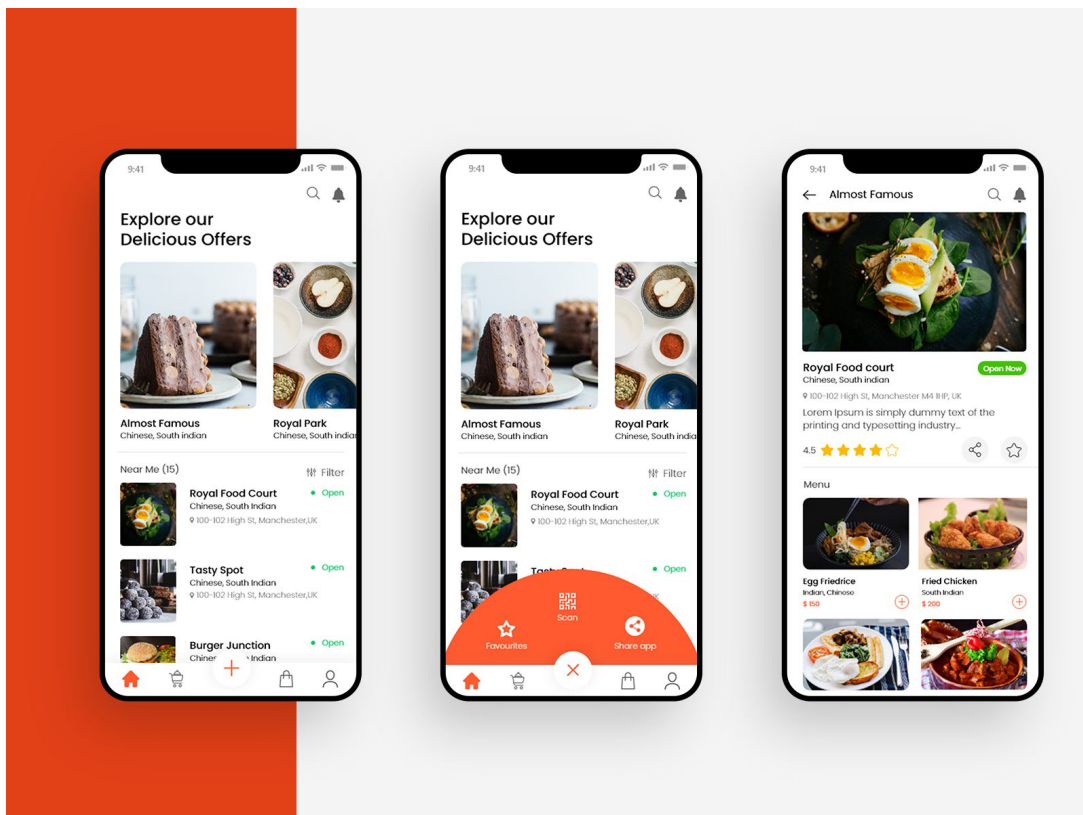 9:41
Explore our
Delicious Offers
Almost Famous
Chinese, South indian
Royal Park
Chinese, South indian
Near Me (15)
Filter
Royal Food Court
Open
Chinese, South Indian
100-102 High St, Manchester,UK
Tasty Spot
Open
Chinese, South Indian
100-102 High St, Manchester,UK
Burger Junction
Open
Indian
9:41
Explore our
Delicious Offers
Almost Famous
Chinese, South indian
Royal Park
Chinese, South india
Near Me (15)
Filter
Royal Food Court
Open
Chinese, South Indian
100-102 High St, Manchester,UK
Open
Scan
Favourites
Share app
9:41
Almost Famous
Royal Food court
Open Now
Chinese, South indian
100-102 High St, Manchester M4 1HP, UK
Lorem Ipsum is simply dummy text of the
printing and typesetting industry...
4.5
Menu
Egg Friedrice
Indian, Chinese
$ 150
Fried Chicken
South Indian
$ 200